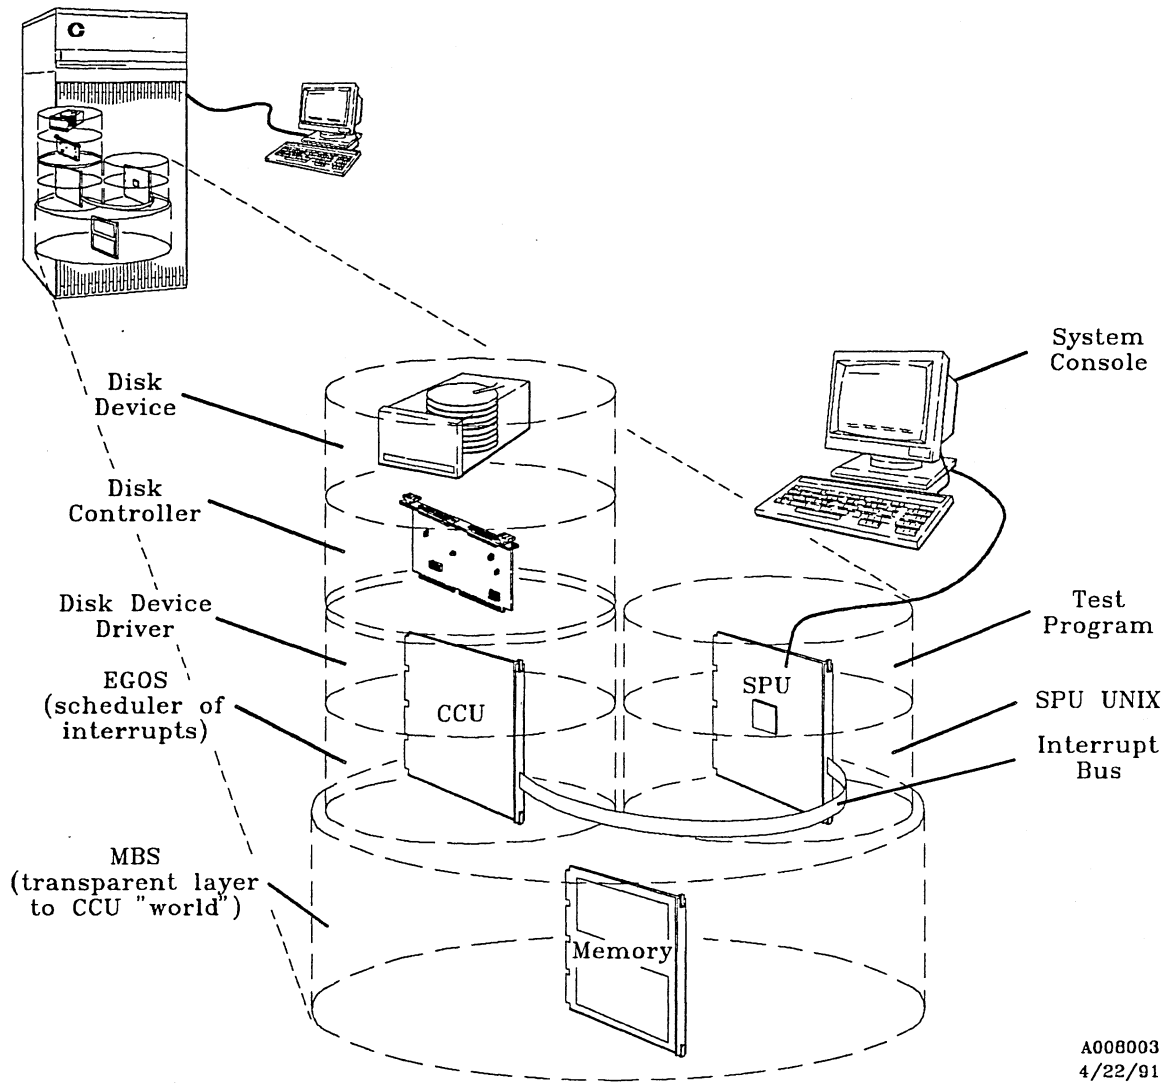 C
System
Console
Disk
Device
Disk
Controller
Disk Device
Driver
Test
Program
EGOS
(scheduler of
interrupts)
CCU
SPU
SPU UNIX
Interrupt
Bus
MBS
(transparent layer
to CCU "world")
Memory
A008003
4/22/91